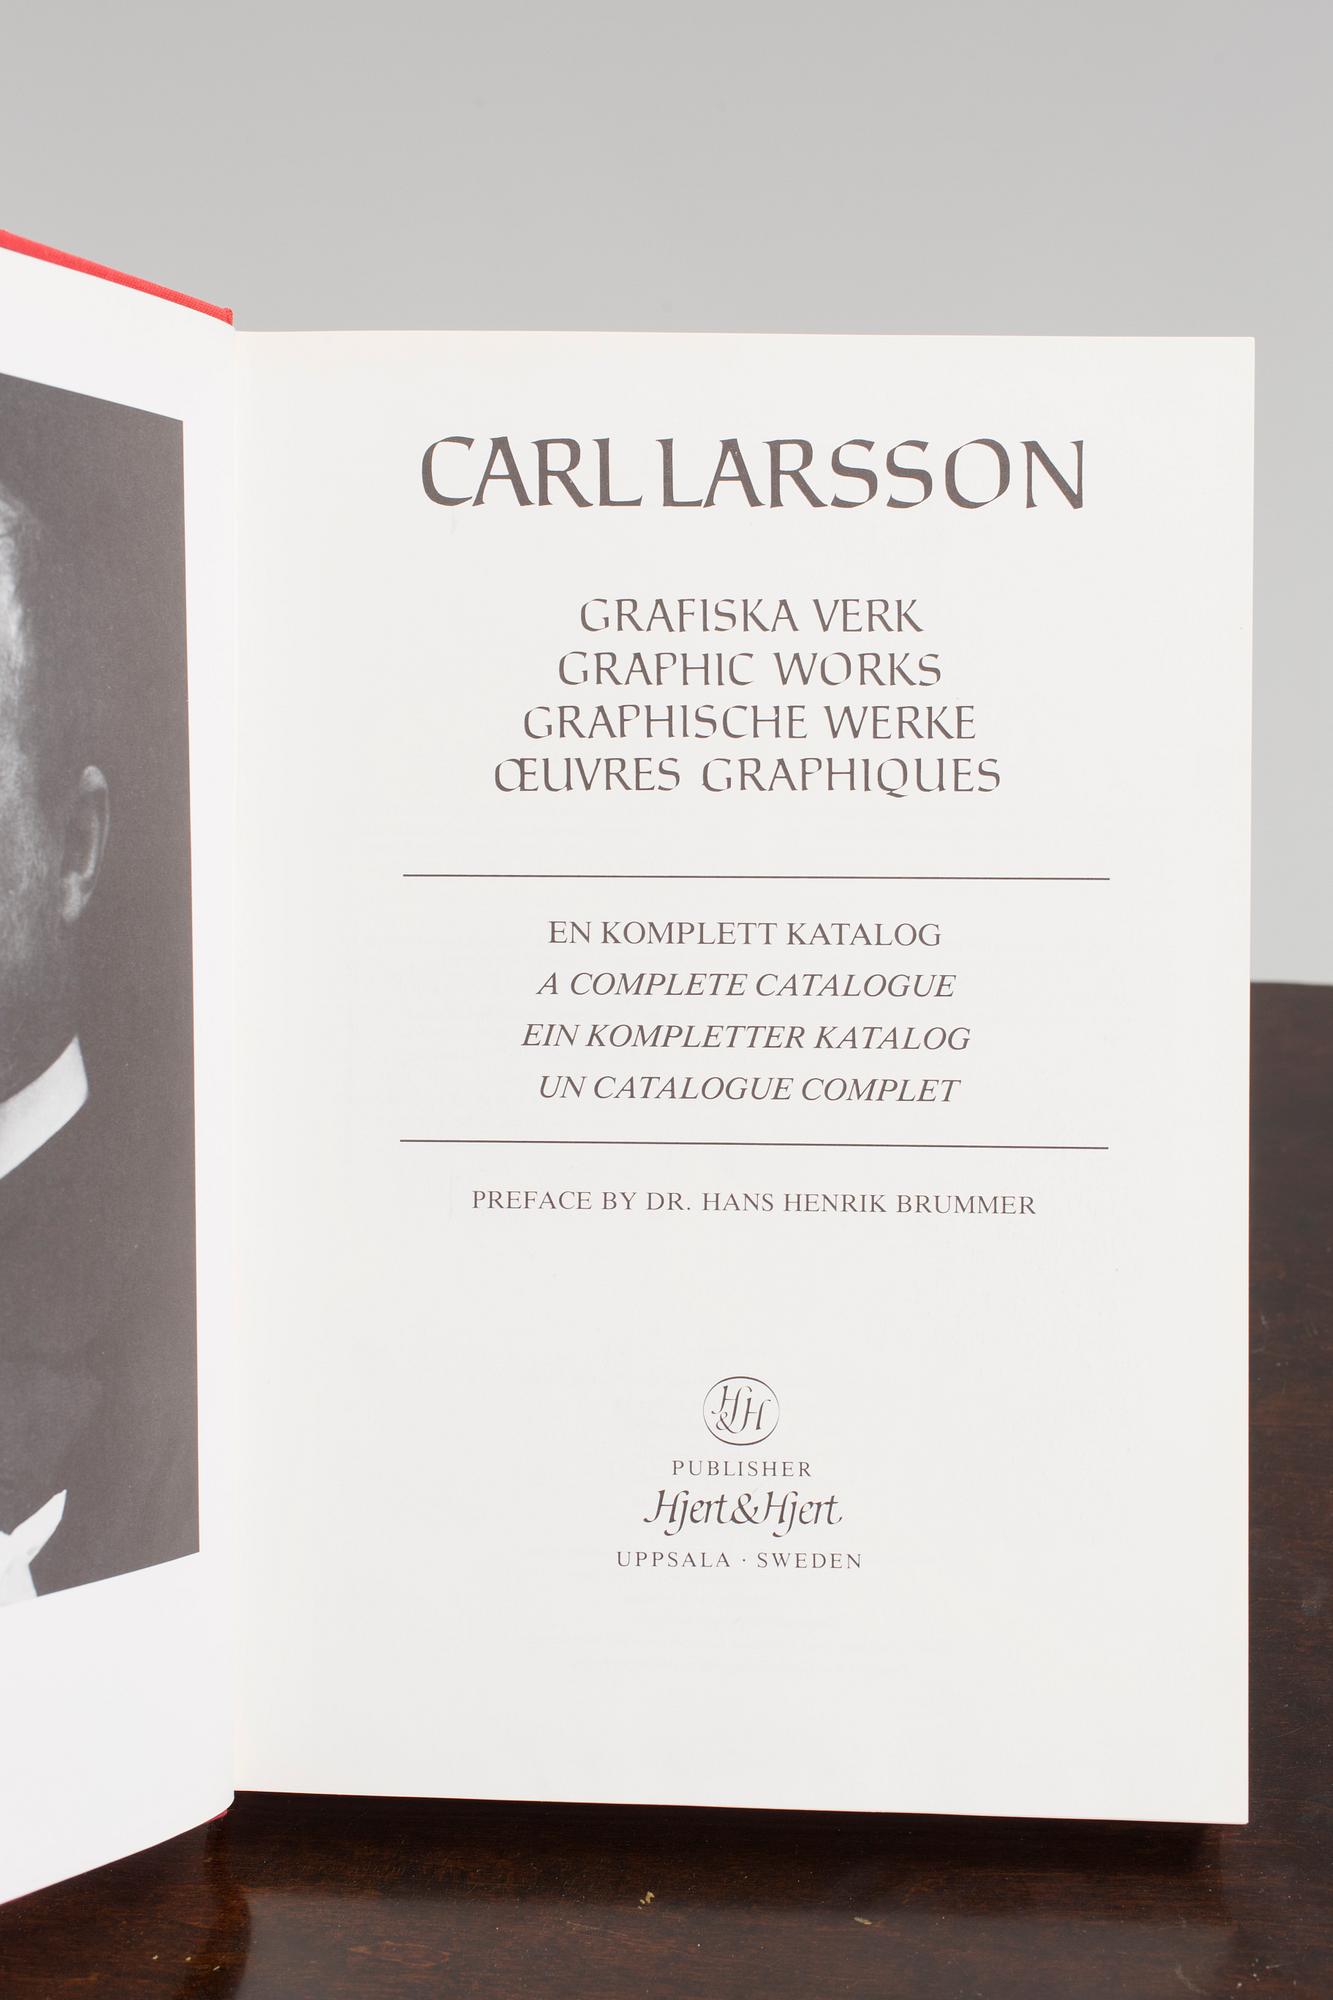 CARL LARSSON
GRAFISKA VERK
GRAPHIC WORKS
GRAPHISCHE WERKE
ŒUVRES GRAPHIQUES
EN KOMPLETT KATALOG
A COMPLETE CATALOGUE
EIN KOMPLETTER KATALOG
UN CATALOGUE COMPLET
PREFACE BY DR. HANS HENRIK BRUMMER
H&H
PUBLISHER
Hjert&Hjert
UPPSALA · SWEDEN